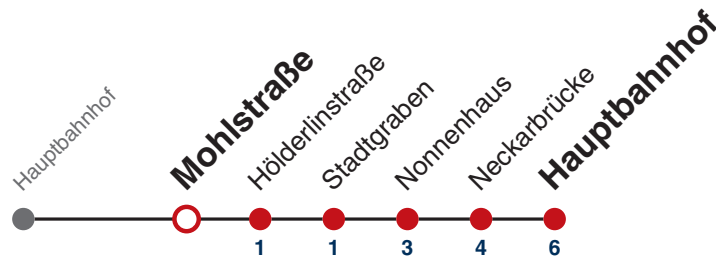 Hauptbahnhof
Mohlstraße
Hölderlinstraße
Stadtgraben
Nonnenhaus
Neckarbrücke
Hauptbahnhof
1 1 3 4 6